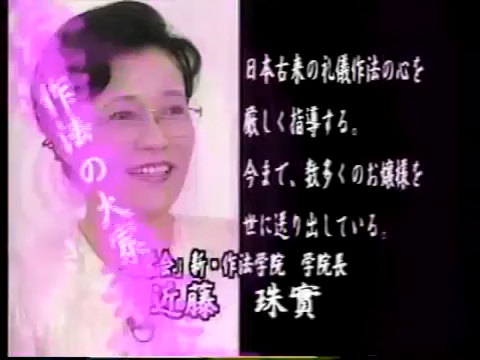 作法の大家
日本古来の礼儀作法の心を
厳しく指導する。
今まで、数多くのお嬢様を
世に送り出している。
会」新・作法学院 学院長
近藤 珠實